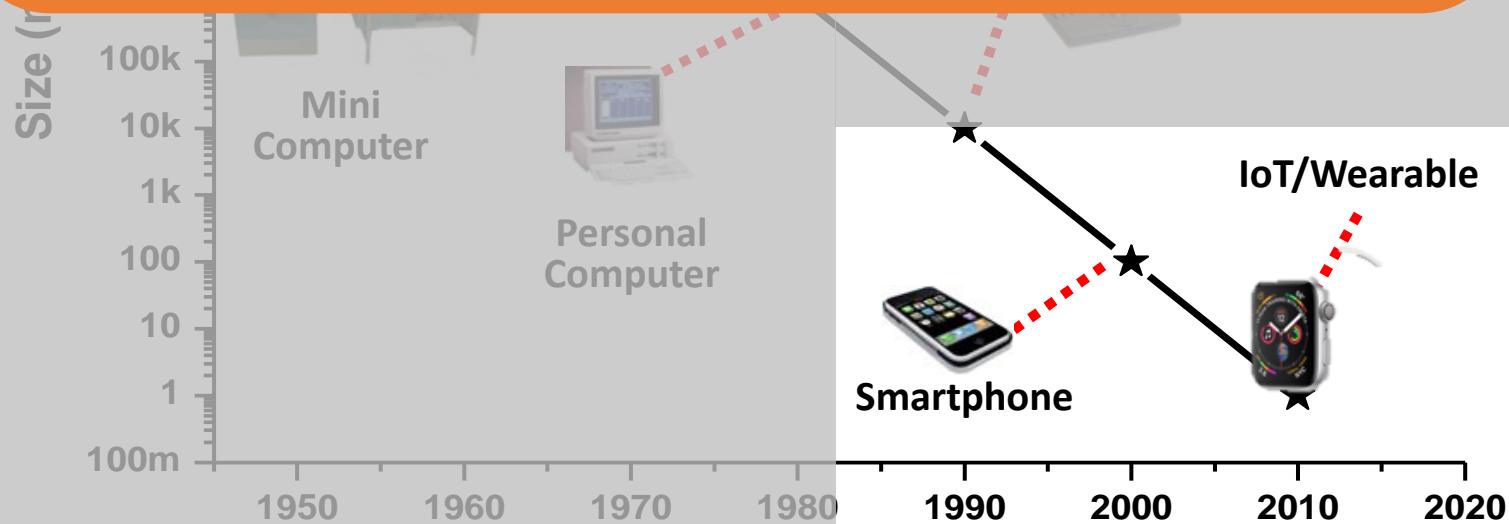 Size (
100k
10k
1k
100
10
1
100m
Mini
Computer
Personal
Computer
IoT/Wearable
Smartphone
1950
1960
1970
1980
1990
2000
2010
2020